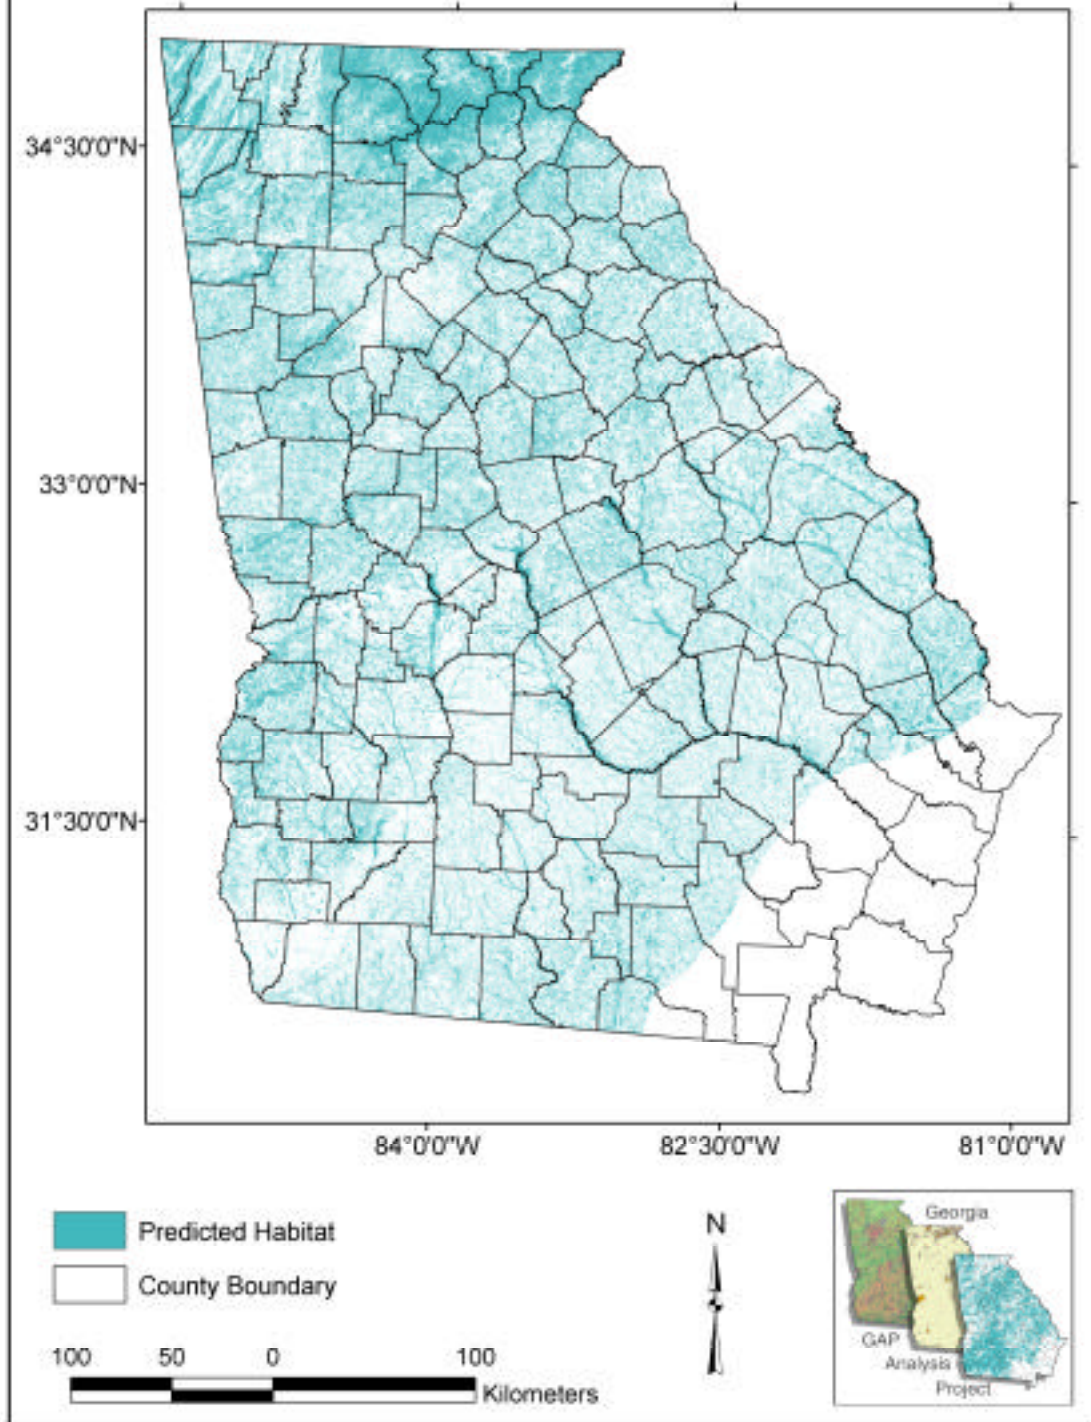 34°30'0"N
33°0'0"N
31°30'0"N
84°0'0"W
82°30'0"W
81°0'0"W
Predicted Habitat
County Boundary
N
100
50
0
100
Kilometers
Georgia
GAP
Analysis
Project